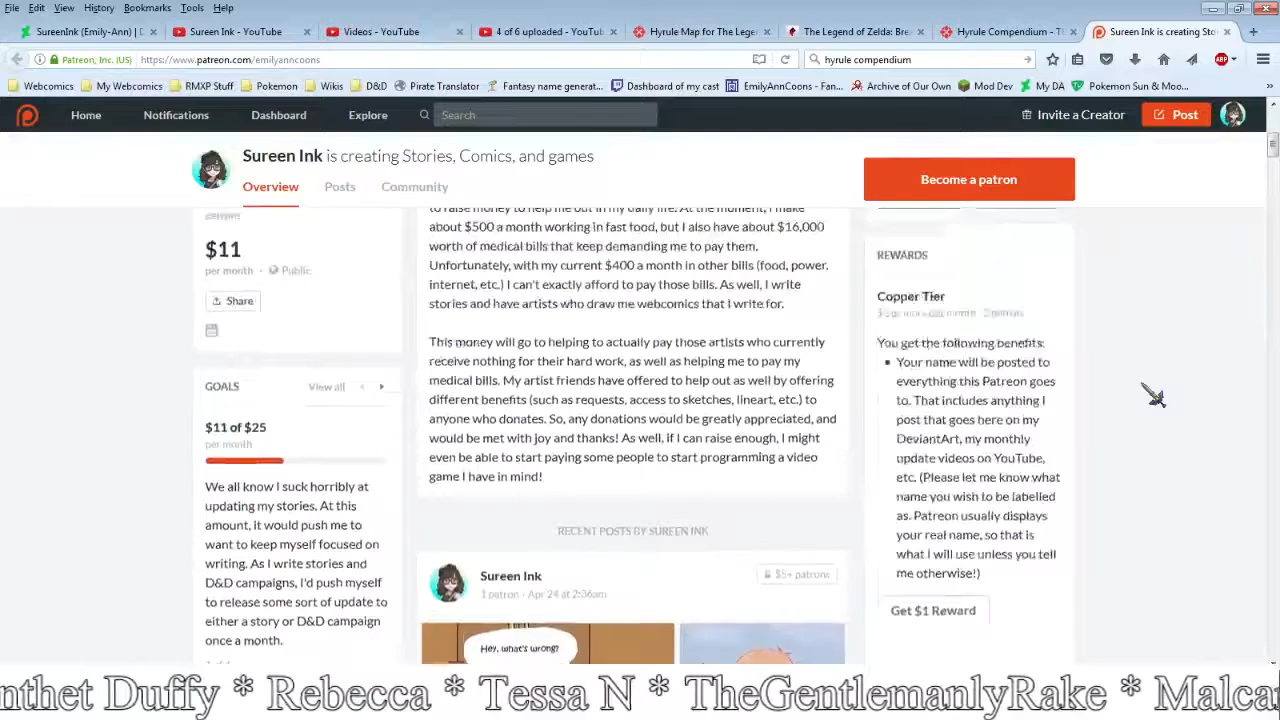 File Edit View History Bookmarks Tools Help
SureenInk (Emily-Ann) | Sureen Ink - YouTube Videos - YouTube 4 of 6 uploaded - YouTu Hyrule Map for The Lege The Legend of Zelda: Bre Hyrule Compendium - T Sureen Ink is creating Sto
Patreon, Inc. (US) https://www.patreon.com/emilyanncoons hyrule compendium ABP
Webcomics My Webcomics RMXP Stuff Pokemon Wikis D&D Pirate Translator Fantasy name generat... Dashboard of my cast EmilyAnnCoons - Fan... Archive of Our Own Mod Dev My DA Pokemon Sun & Moo...
Home Notifications Dashboard Explore Search Invite a Creator Post
Sureen Ink is creating Stories, Comics, and games
Overview Posts Community
Become a patron
$11
per month · Public
Share
GOALS View all
$11 of $25
per month
We all know I suck horribly at
updating my stories. At this
amount, it would push me to
want to keep myself focused on
writing. As I write stories and
D&D campaigns, I'd push myself
to release some sort of update to
either a story or D&D campaign
once a month.
to raise money to help me out in my daily life. At the moment, I make
about $500 a month working in fast food, but I also have about $16,000
worth of medical bills that keep demanding me to pay them.
Unfortunately, with my current $400 a month in other bills (food, power,
internet, etc.) I can't exactly afford to pay those bills. As well, I write
stories and have artists who draw me webcomics that I write for.
This money will go to helping to actually pay those artists who currently
receive nothing for their hard work, as well as helping me to pay my
medical bills. My artist friends have offered to help out as well by offering
different benefits (such as requests, access to sketches, lineart, etc.) to
anyone who donates. So, any donations would be greatly appreciated, and
would be met with joy and thanks! As well, if I can raise enough, I might
even be able to start paying some people to start programming a video
game I have in mind!
RECENT POSTS BY SUREEN INK
Sureen Ink
$5+ patrons
1 patron · Apr 24 at 2:36am
Hey, what's wrong?
REWARDS
Copper Tier
You get the following benefits:
Your name will be posted to
everything this Patreon goes
to. That includes anything I
post that goes here on my
DeviantArt, my monthly
update videos on YouTube,
etc. (Please let me know what
name you wish to be labelled
as. Patreon usually displays
your real name, so that is
what I will use unless you tell
me otherwise!)
Get $1 Reward
nthet Duffy * Rebecca * Tessa N * TheGentlemanlyRake * Malca